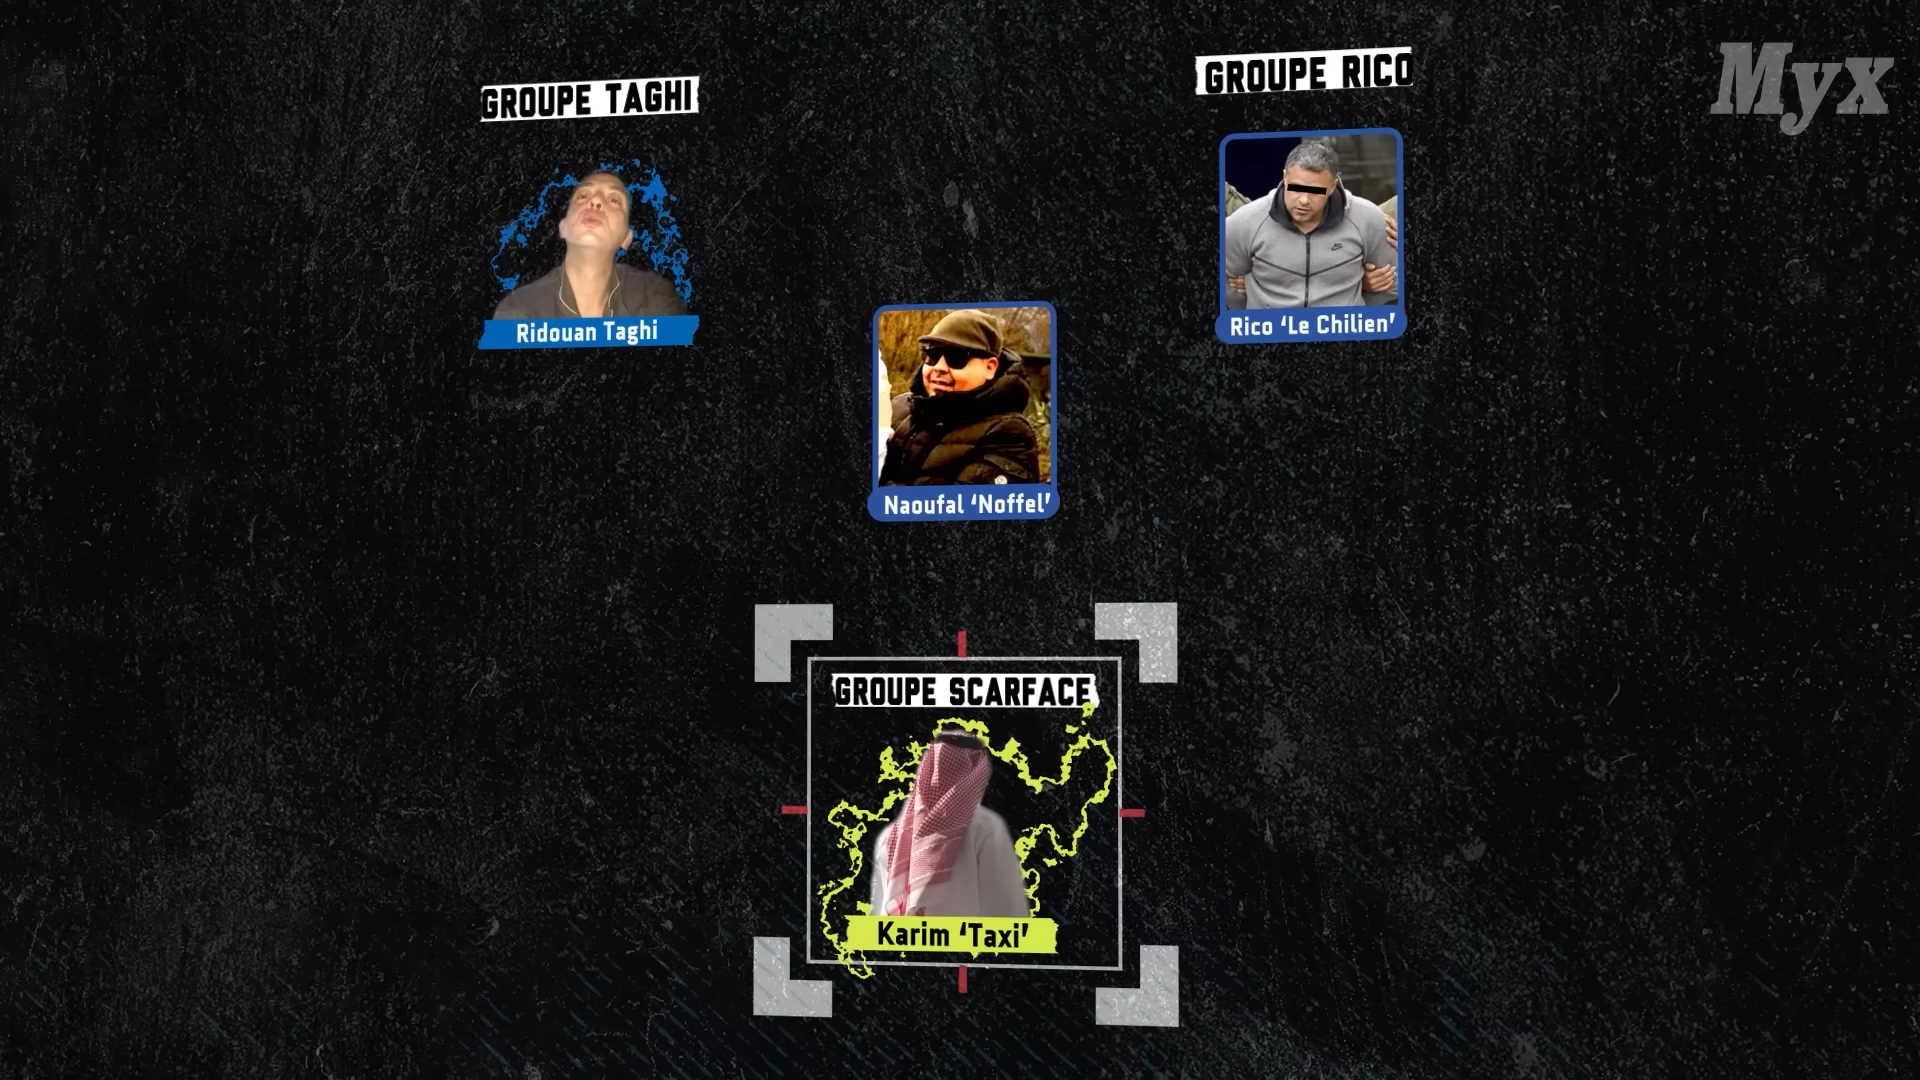 GROUPE TAGHI
Ridouan Taghi
GROUPE RICO
Rico ‘Le Chilien’
Myx
Naoufal ‘Noffel’
GROUPE SCARFACE
Karim ‘Taxi’